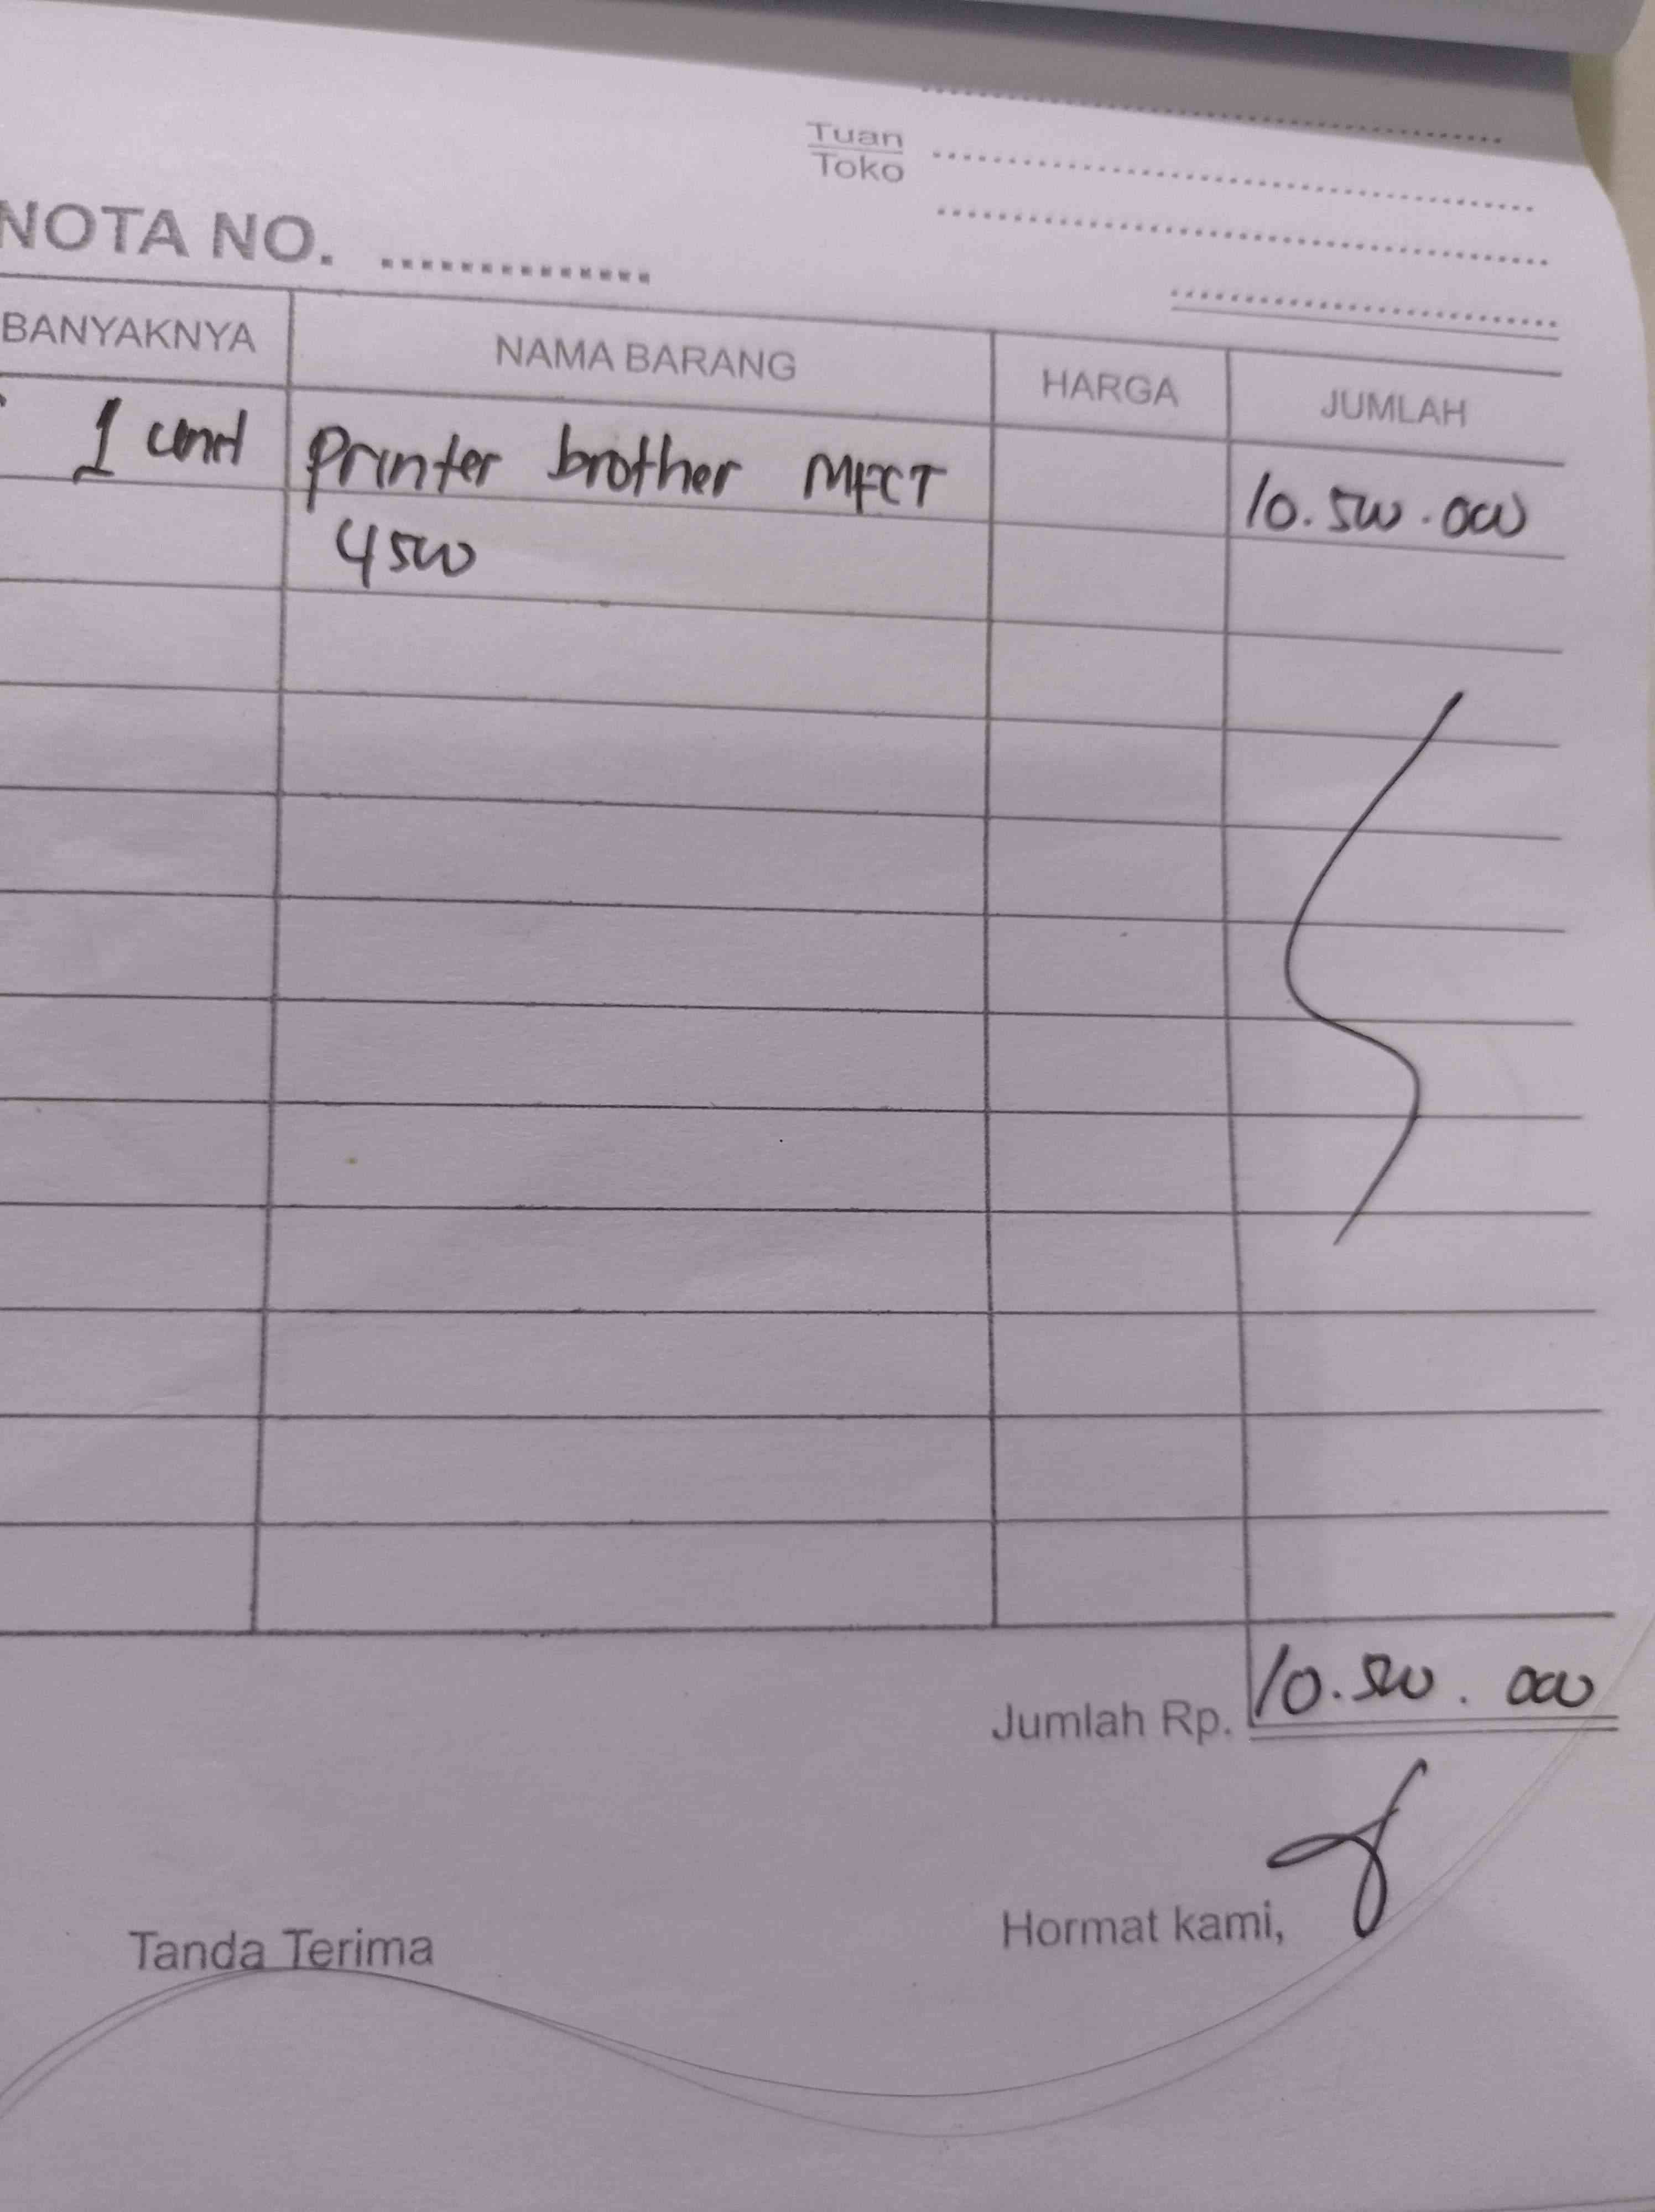 Tuan
Toko
NOTA NO. ..............
BANYAKNYA NAMA BARANG HARGA JUMLAH
1 unit Printer brother MFCT 10.500.000
4500
Jumlah Rp. 10.500.000
Tanda Terima Hormat kami,